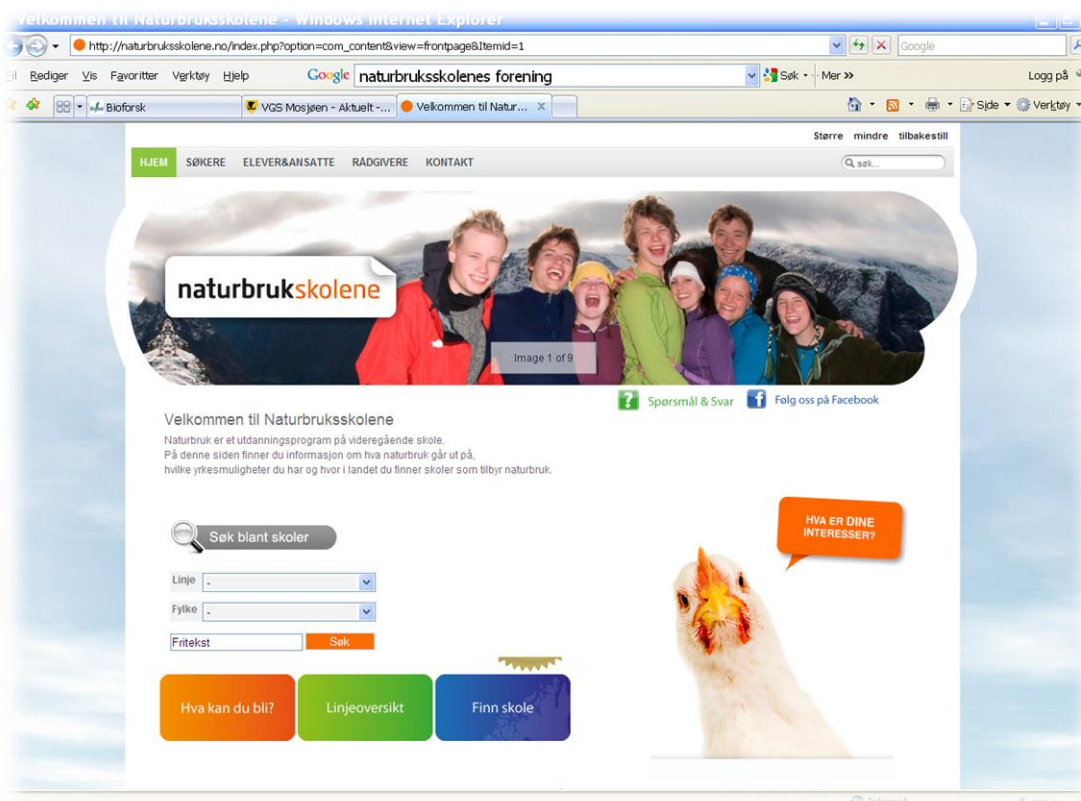 Velkommen til Naturbruksskolene - Windows Internet Explorer
http://naturbruksskolene.no/index.php?option=com_content&view=frontpage&Itemid=1
Google
Rediger Vis Favoritter Verktøy Hjelp Google naturbruksskolenes forening Søk Mer >> Logg på
Bioforsk VGS Mosjøen - Aktuelt -... Velkommen til Natur... X Side Verktøy
Større mindre tilbakestill
HJEM SØKERE ELEVER&ANSATTE RÅDGIVERE KONTAKT søk...
naturbrukskolene
Image 1 of 9
? Spørsmål & Svar f Følg oss på Facebook
Velkommen til Naturbruksskolene
Naturbruk er et utdanningsprogram på videregående skole.
På denne siden finner du informasjon om hva naturbruk går ut på,
hvilke yrkesmuligheter du har og hvor i landet du finner skoler som tilbyr naturbruk.
HVA ER DINE
INTERESSER?
Søk blant skoler
Linje -
Fylke -
Fritekst Søk
Hva kan du bli? Linjeoversikt Finn skole